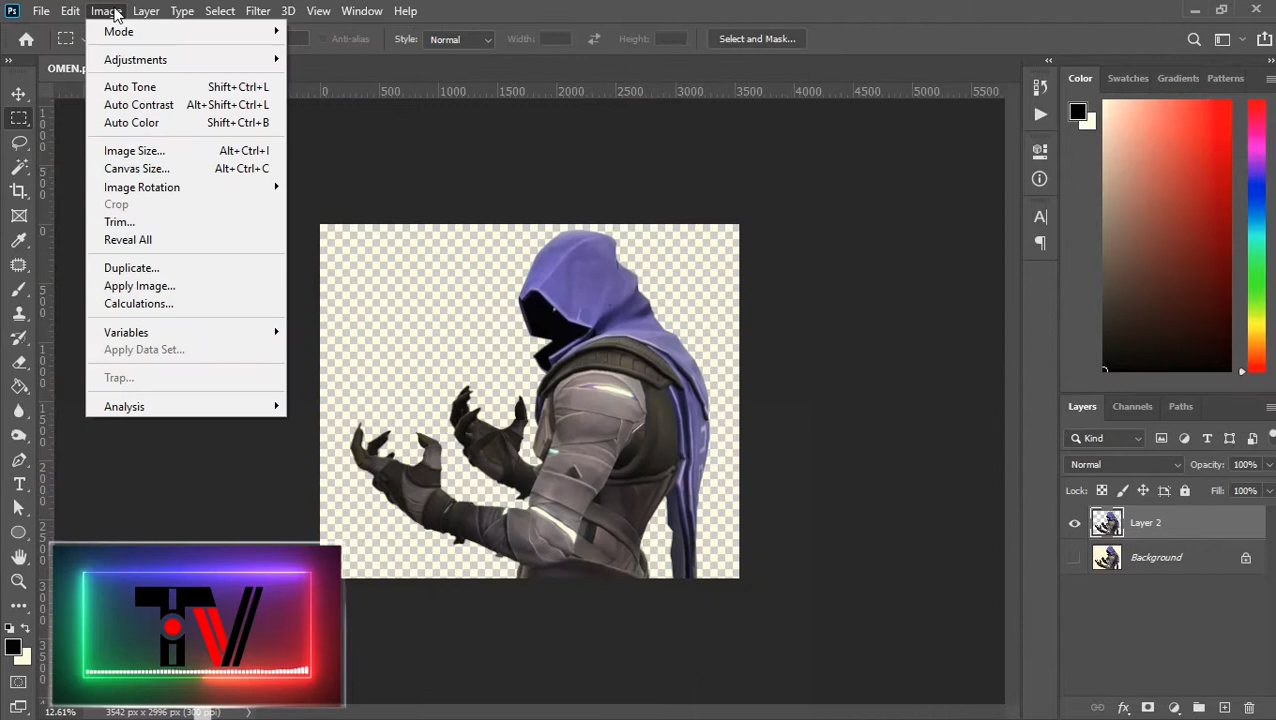 Ps File Edit Image Layer Type Select Filter 3D View Window Help
Anti-alias Style: Normal Width: Height: Select and Mask...
OMEN.p
Mode
Adjustments
Auto Tone Shift+Ctrl+L
Auto Contrast Alt+Shift+Ctrl+L
Auto Color Shift+Ctrl+B
Image Size... Alt+Ctrl+I
Canvas Size... Alt+Ctrl+C
Image Rotation
Crop
Trim...
Reveal All
Duplicate...
Apply Image...
Calculations...
Variables
Apply Data Set...
Trap...
Analysis
0 500 1000 1500 2000 2500 3000 4000 4500 5000 5500
Color Swatches Gradients Patterns
Layers Channels Paths
Kind
Normal Opacity: 100%
Lock: Fill: 100%
Layer 2
Background
TV
12.61% 3542 px x 2996 px (300 ppi)